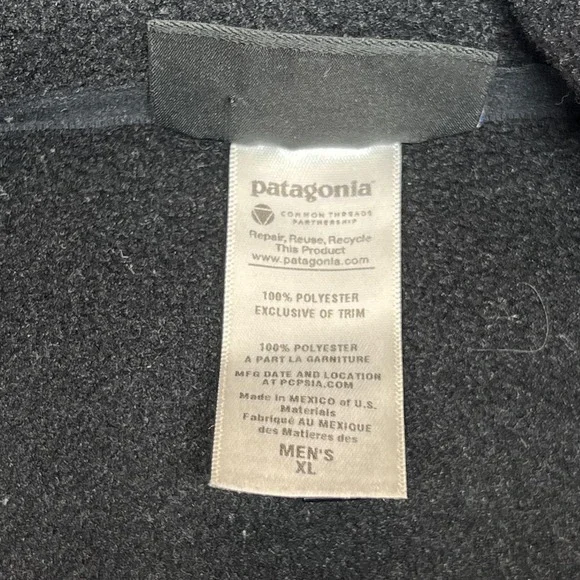 patagonia
COMMON THREADS
PARTNERSHIP
Repair, Reuse, Recycle
This Product
www.patagonia.com
100% POLYESTER
EXCLUSIVE OF TRIM
100% POLYESTER
A PART LA GARNITURE
MFG DATE AND LOCATION
AT PCPSIA.COM
Made in MEXICO of U.S.
Materials
Fabriqué AU MEXIQUE
des Matieres des
MEN'S
XL